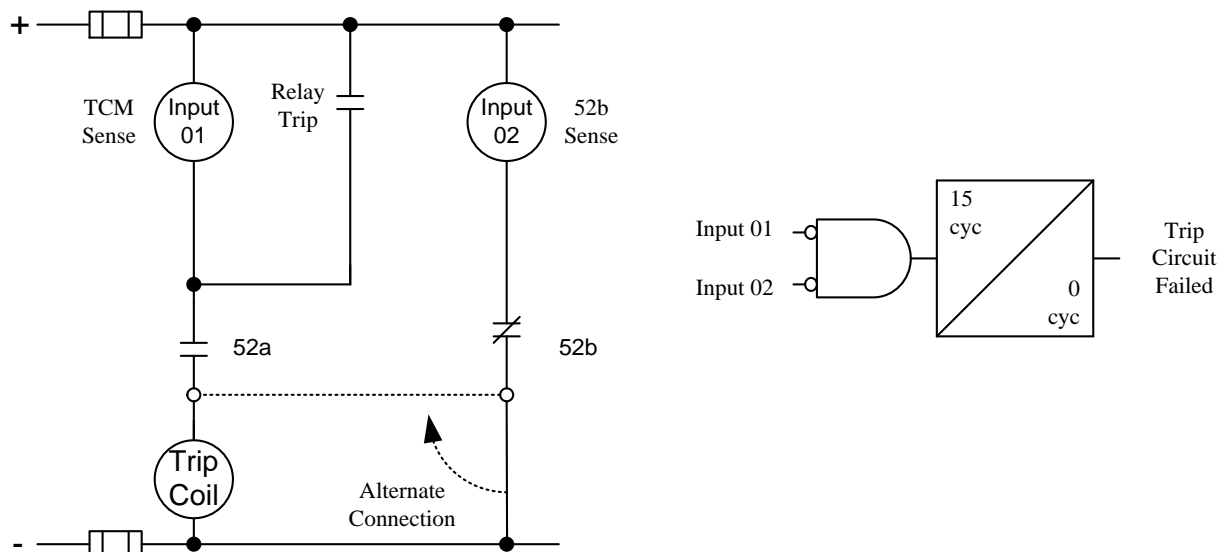 +
TCM
Sense
Input
01
Relay
Trip
Input
02
52b
Sense
52a
52b
Trip
Coil
Alternate
Connection
-
Input 01
Input 02
15
cyc
0
cyc
Trip
Circuit
Failed